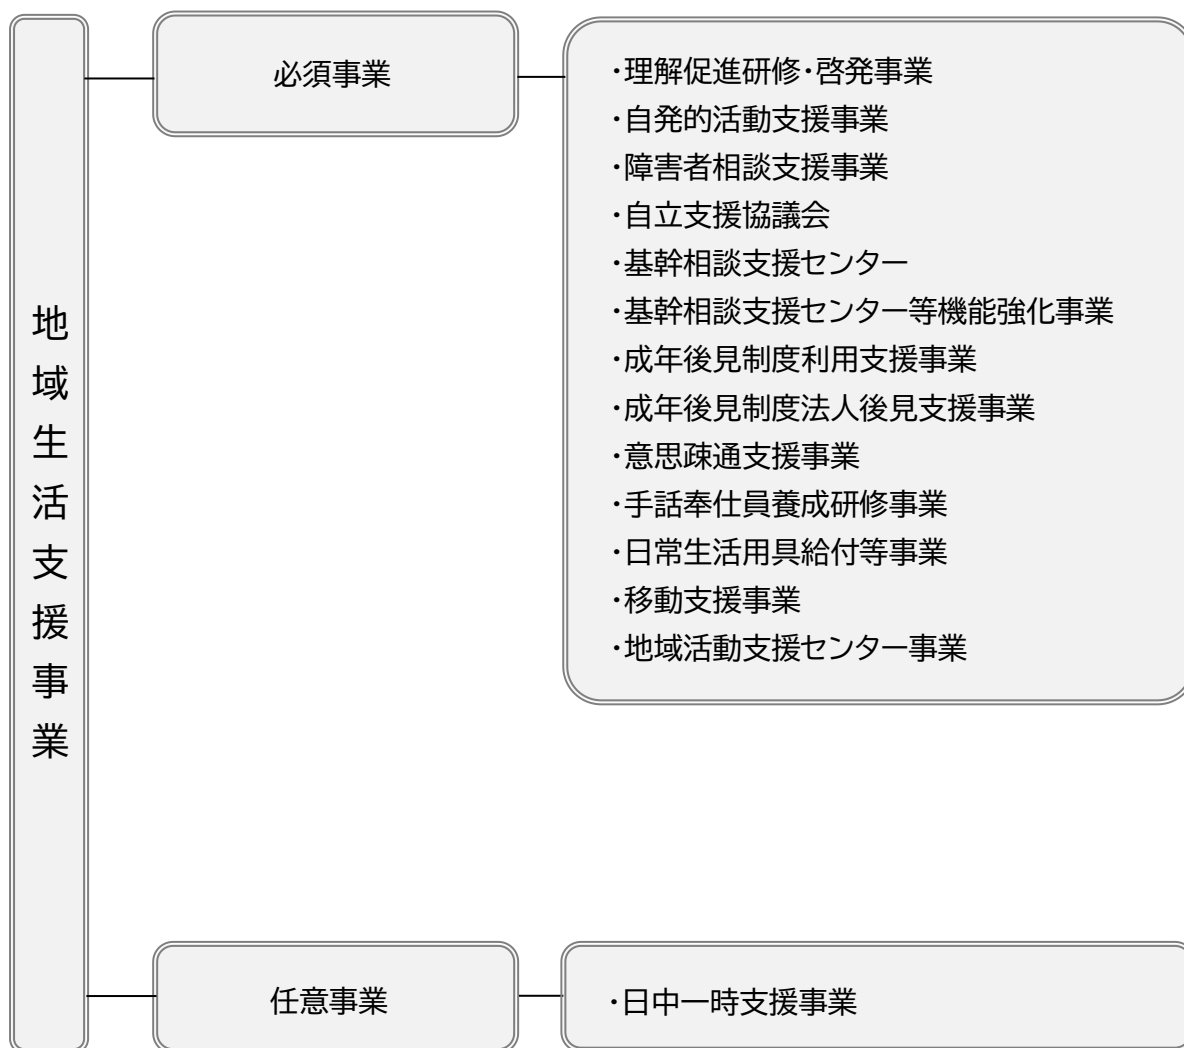 地域生活支援事業
必須事業
・理解促進研修・啓発事業
・自発的活動支援事業
・障害者相談支援事業
・自立支援協議会
・基幹相談支援センター
・基幹相談支援センター等機能強化事業
・成年後見制度利用支援事業
・成年後見制度法人後見支援事業
・意思疎通支援事業
・手話奉仕員養成研修事業
・日常生活用具給付等事業
・移動支援事業
・地域活動支援センター事業
任意事業
・日中一時支援事業